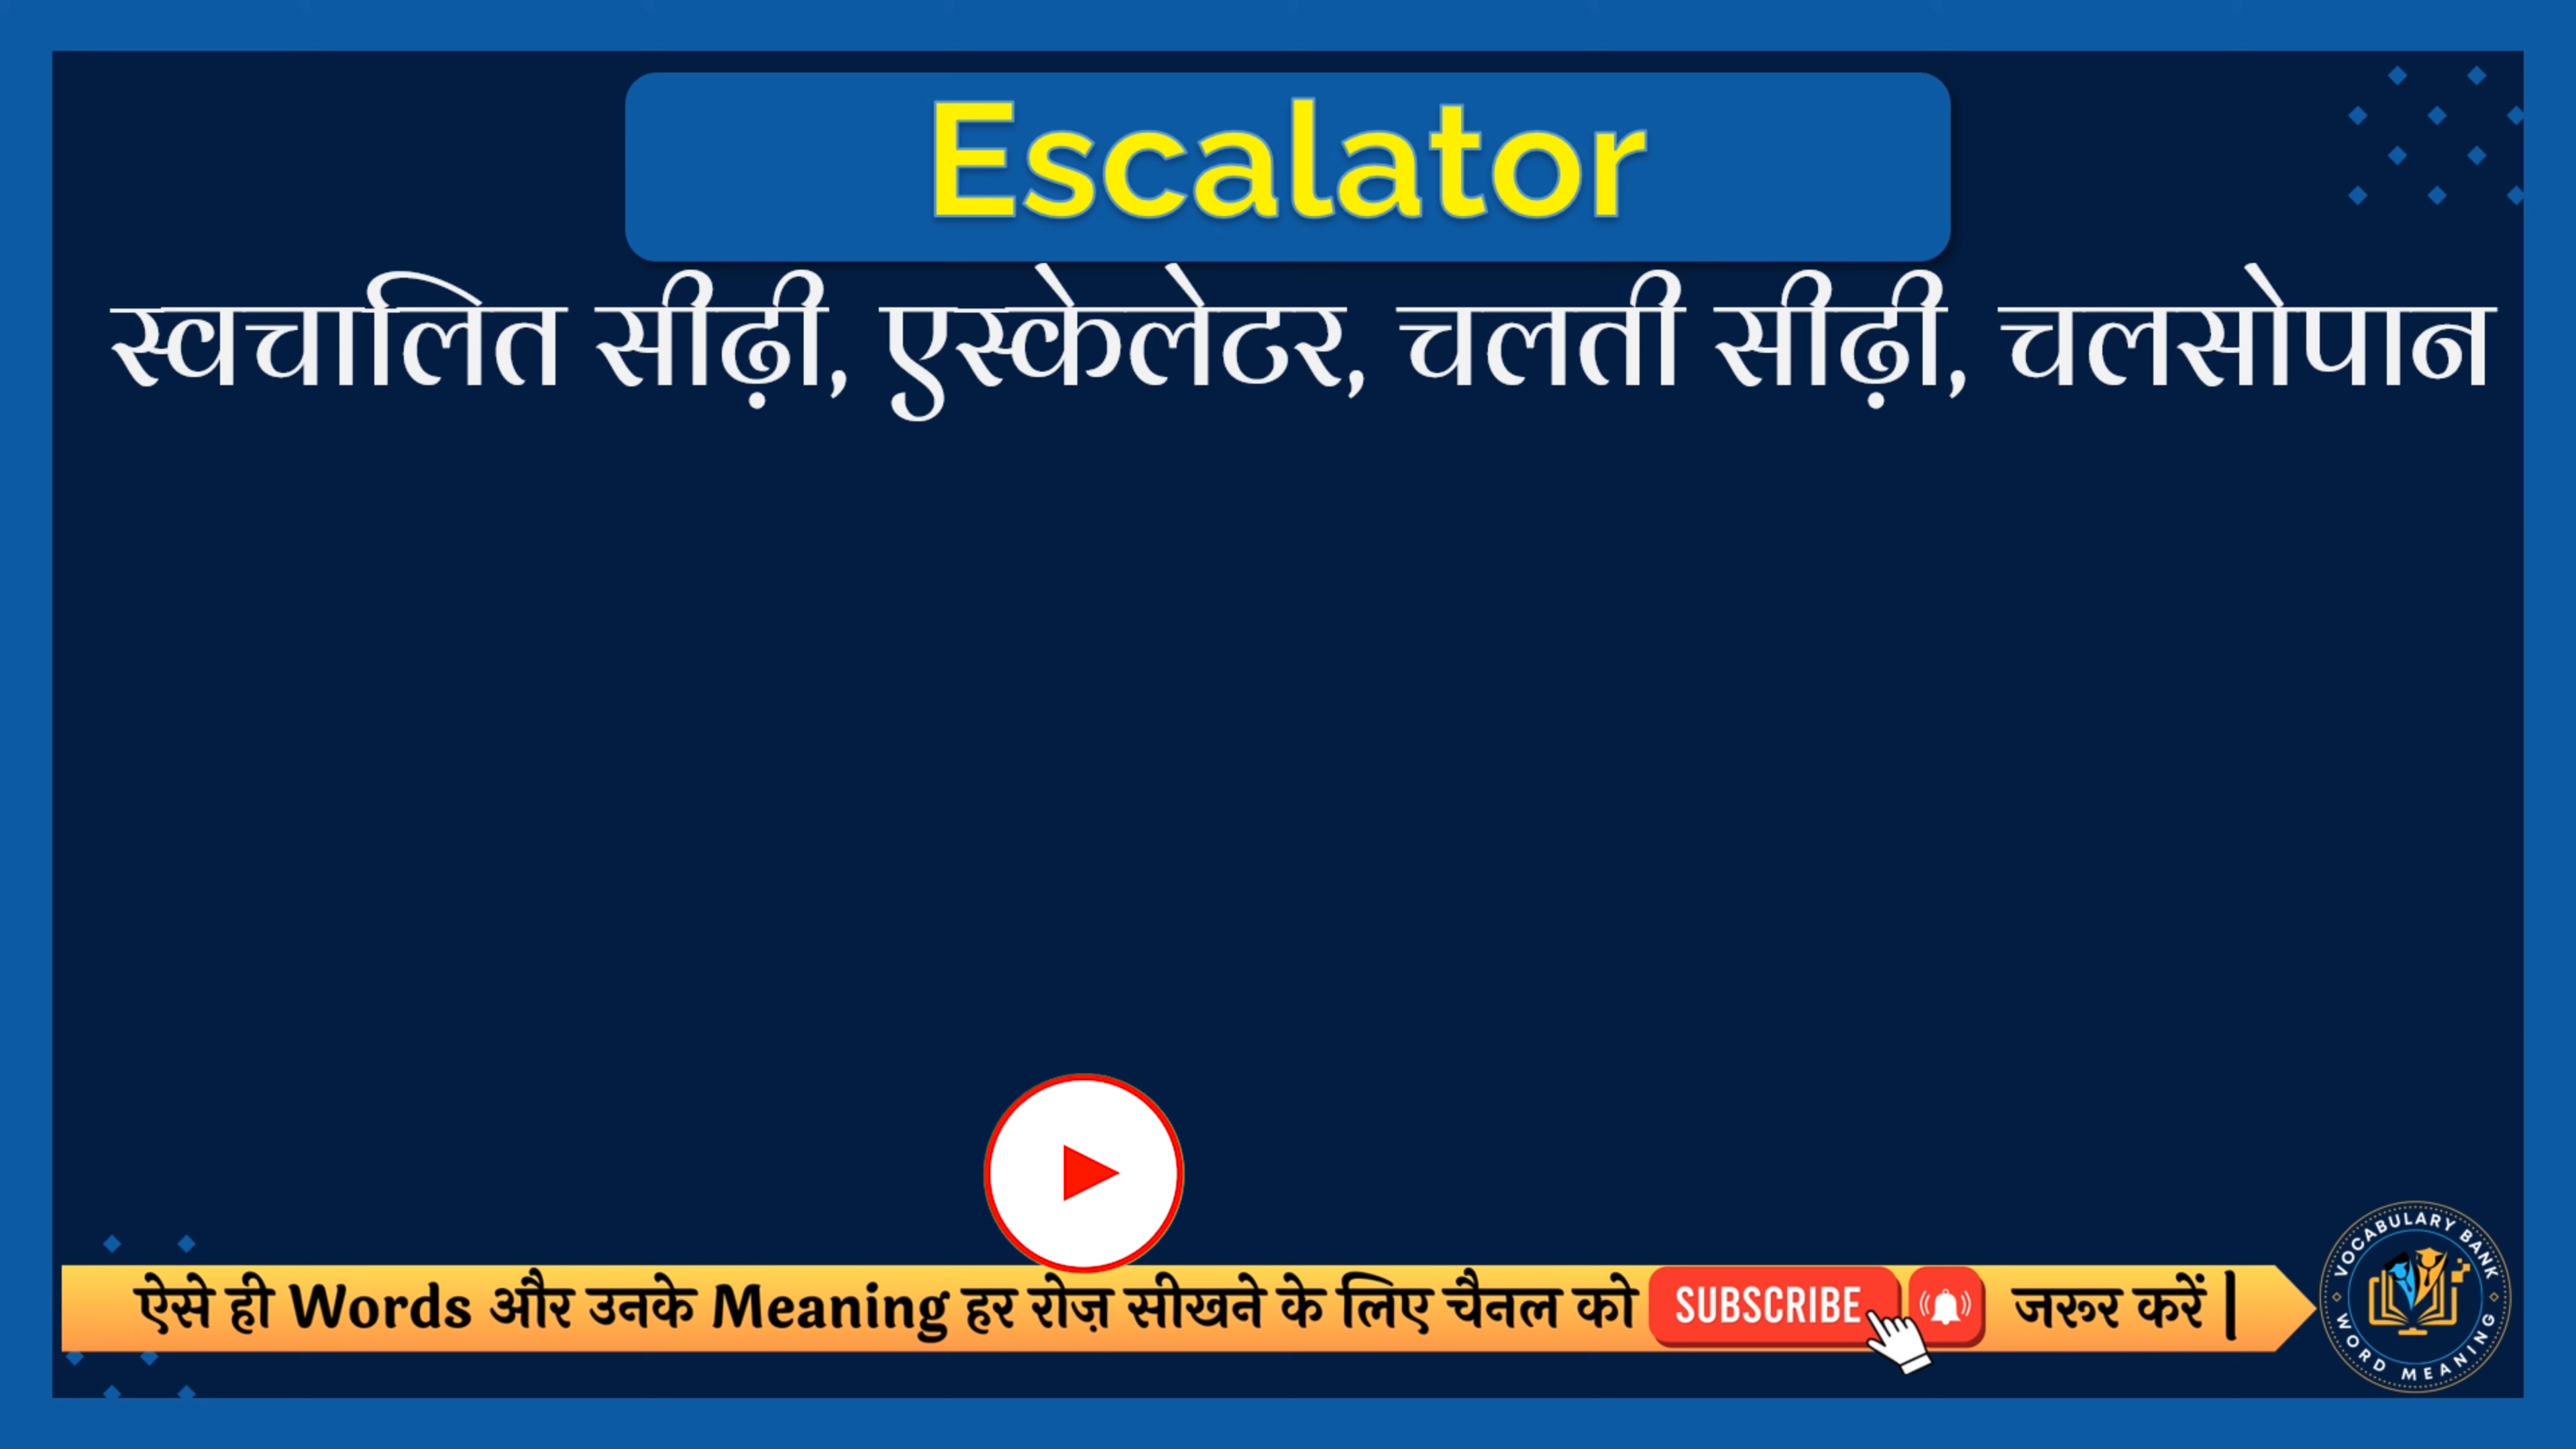 Escalator
स्वचालित सीढ़ी, एस्केलेटर, चलती सीढ़ी, चलसोपान
ऐसे ही Words और उनके Meaning हर रोज़ सीखने के लिए चैनल को SUBSCRIBE जरूर करें |
VOCABULARY BANK
WORD MEANING